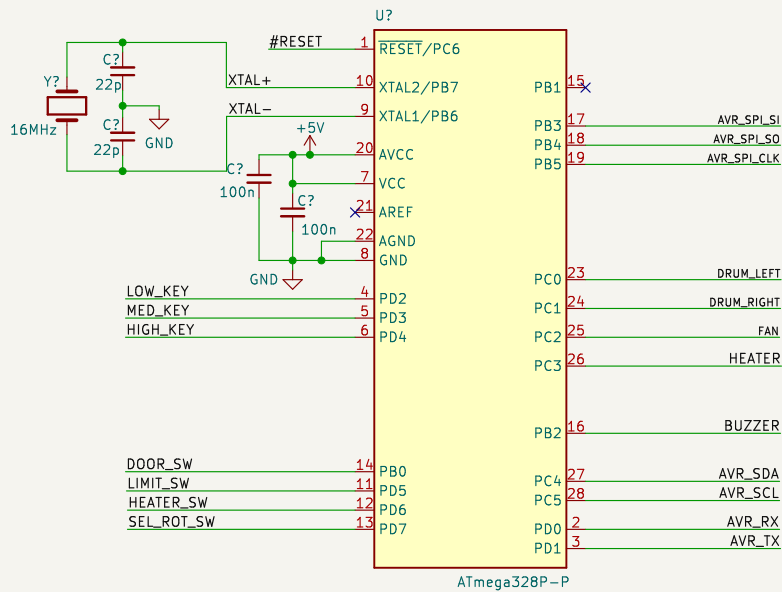 U?
#RESET
1
RESET/PC6
10
XTAL+
XTAL2/PB7
9
XTAL-
XTAL1/PB6
C?
22p
Y?
16MHz
C?
22p
GND
+5V
20
AVCC
7
VCC
C?
100n
C?
100n
21
AREF
22
AGND
8
GND
GND
LOW_KEY
4
PD2
MED_KEY
5
PD3
HIGH_KEY
6
PD4
DOOR_SW
14
PB0
LIMIT_SW
11
PD5
HEATER_SW
12
PD6
SEL_ROT_SW
13
PD7
PB1
15
PB3
17
AVR_SPI_SI
PB4
18
AVR_SPI_SO
PB5
19
AVR_SPI_CLK
PC0
23
DRUM_LEFT
PC1
24
DRUM_RIGHT
PC2
25
FAN
PC3
26
HEATER
PB2
16
BUZZER
PC4
27
AVR_SDA
PC5
28
AVR_SCL
PD0
2
AVR_RX
PD1
3
AVR_TX
ATmega328P-P